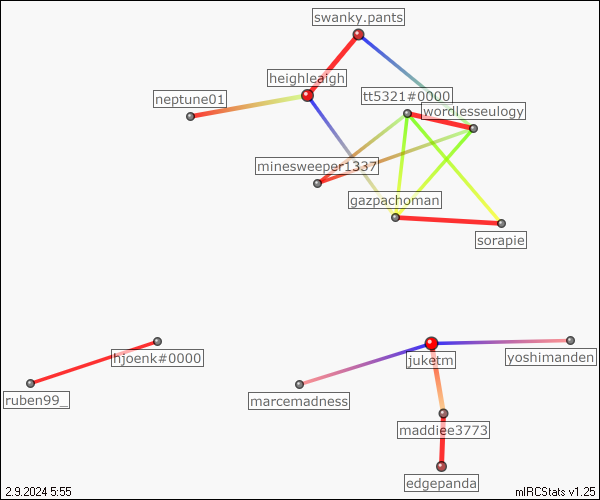 swanky.pants
heighleaigh
neptune01
tt5321#0000
wordlesseulogy
minesweeper1337
gazpachoman
sorapie
hjoenk#0000
juketm
yoshimanden
ruben99_
marcemadness
maddiee3773
edgepanda
2.9.2024 5:55
mIRCStats v1.25